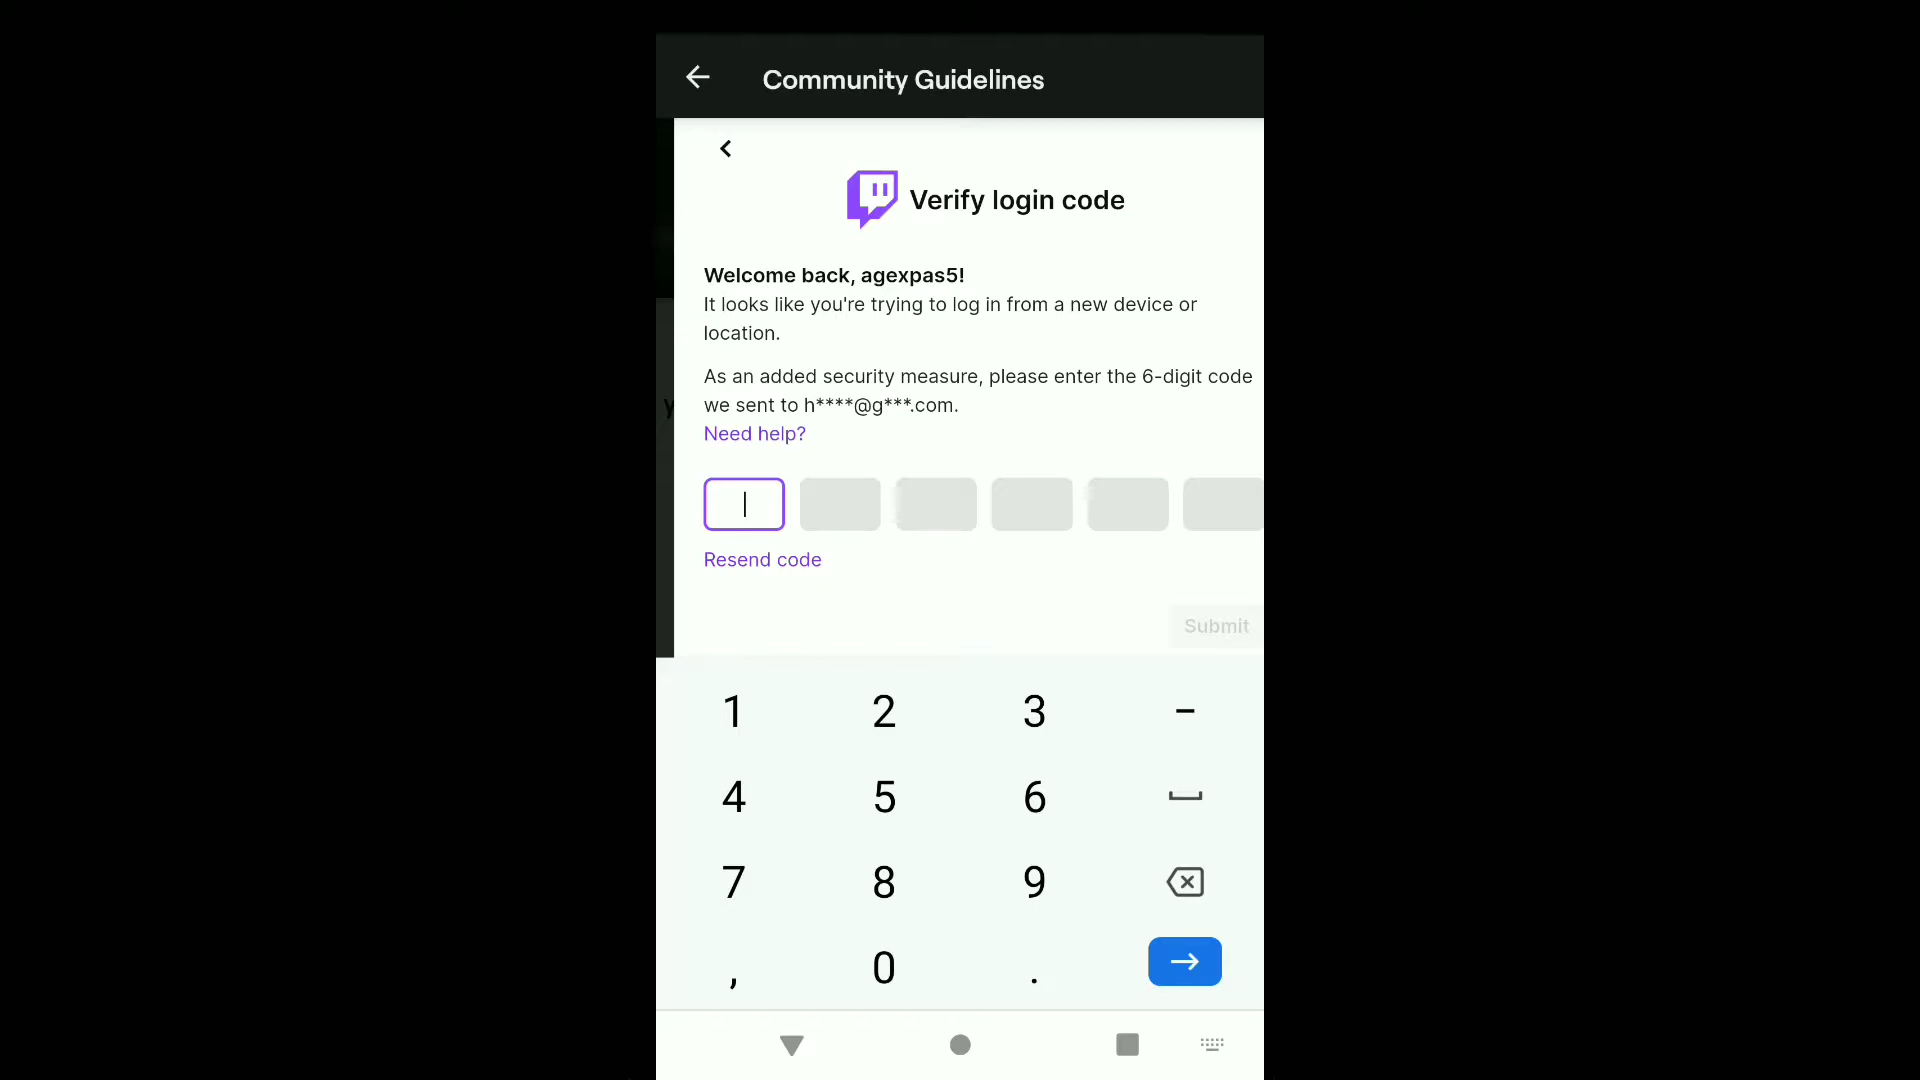 Community Guidelines
Verify login code
Welcome back, agexpas5!
It looks like you're trying to log in from a new device or
location.
As an added security measure, please enter the 6-digit code
we sent to h****@g***.com.
Need help?
Resend code
Submit
1 2 3 -
4 5 6
7 8 9
, 0 .